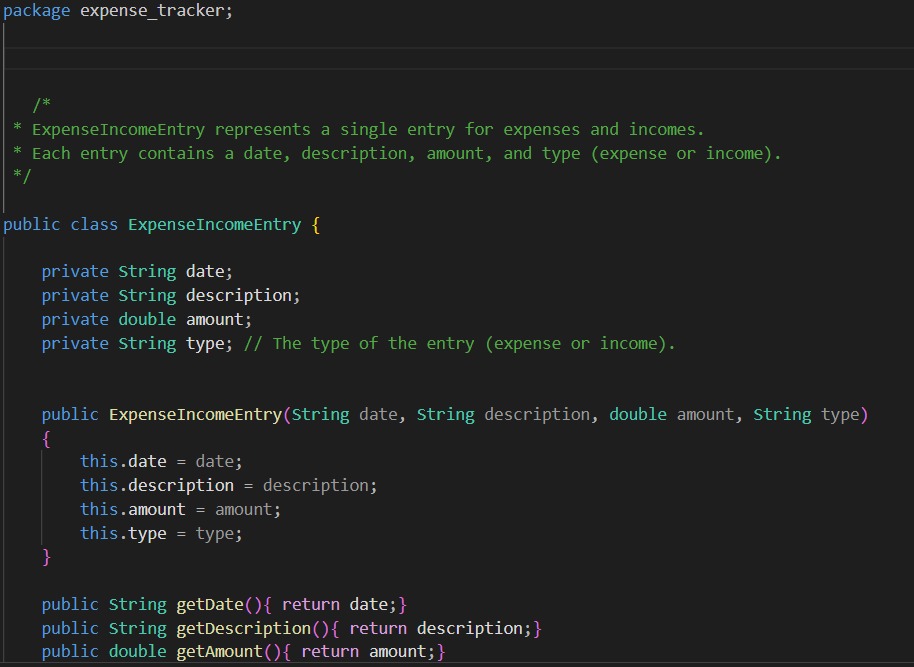 package expense_tracker;
/*
* ExpenseIncomeEntry represents a single entry for expenses and incomes.
* Each entry contains a date, description, amount, and type (expense or income).
*/
public class ExpenseIncomeEntry {
private String date;
private String description;
private double amount;
private String type; // The type of the entry (expense or income).
public ExpenseIncomeEntry(String date, String description, double amount, String type)
{
this.date = date;
this.description = description;
this.amount = amount;
this.type = type;
}
public String getDate(){ return date;}
public String getDescription(){ return description;}
public double getAmount(){ return amount;}